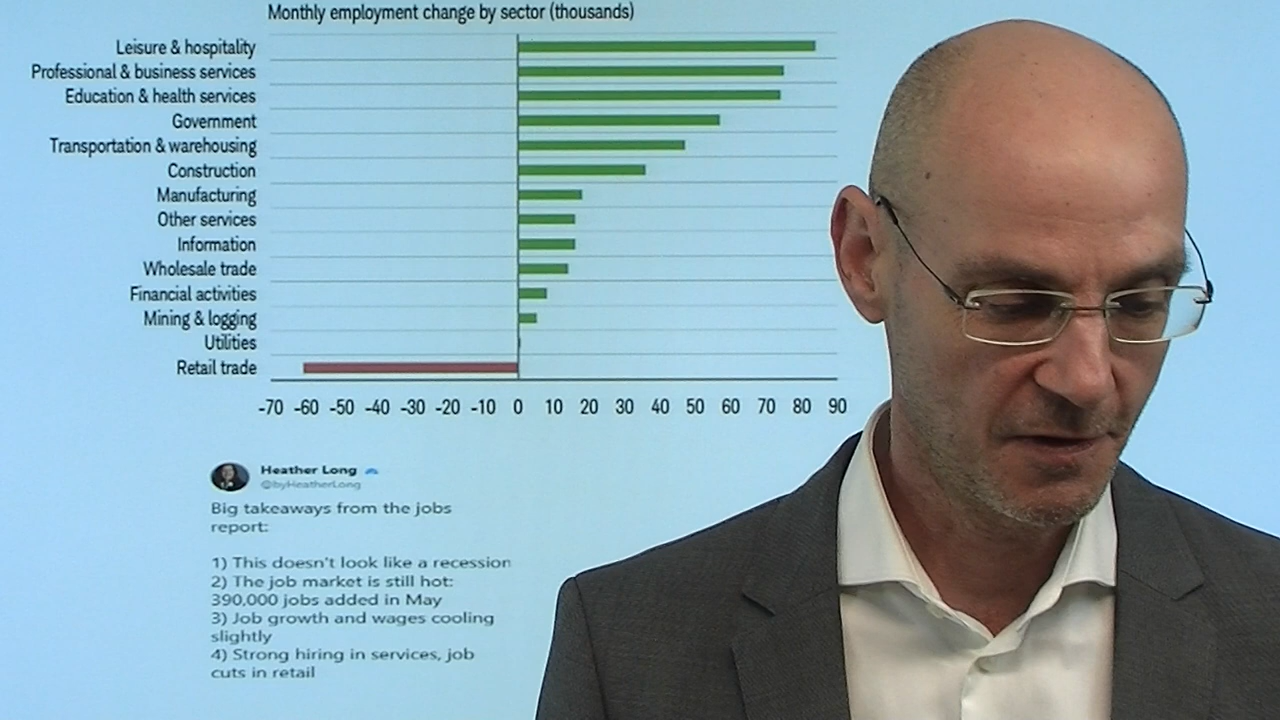 Monthly employment change by sector (thousands)
Leisure & hospitality
Professional & business services
Education & health services
Government
Transportation & warehousing
Construction
Manufacturing
Other services
Information
Wholesale trade
Financial activities
Mining & logging
Utilities
Retail trade
-70 -60 -50 -40 -30 -20 -10 0 10 20 30 40 50 60 70 80 90
Heather Long
@byHeatherLong
Big takeaways from the jobs
report:
1) This doesn't look like a recession
2) The job market is still hot:
390,000 jobs added in May
3) Job growth and wages cooling
slightly
4) Strong hiring in services, job
cuts in retail